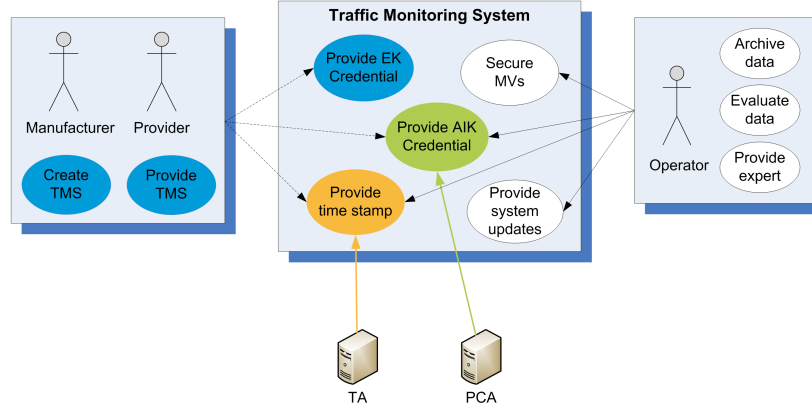 Traffic Monitoring System
Manufacturer
Provider
Create
TMS
Provide
TMS
Provide EK
Credential
Secure
MVs
Provide AIK
Credential
Provide
time stamp
Provide
system
updates
Operator
Archive
data
Evaluate
data
Provide
expert
TA
PCA